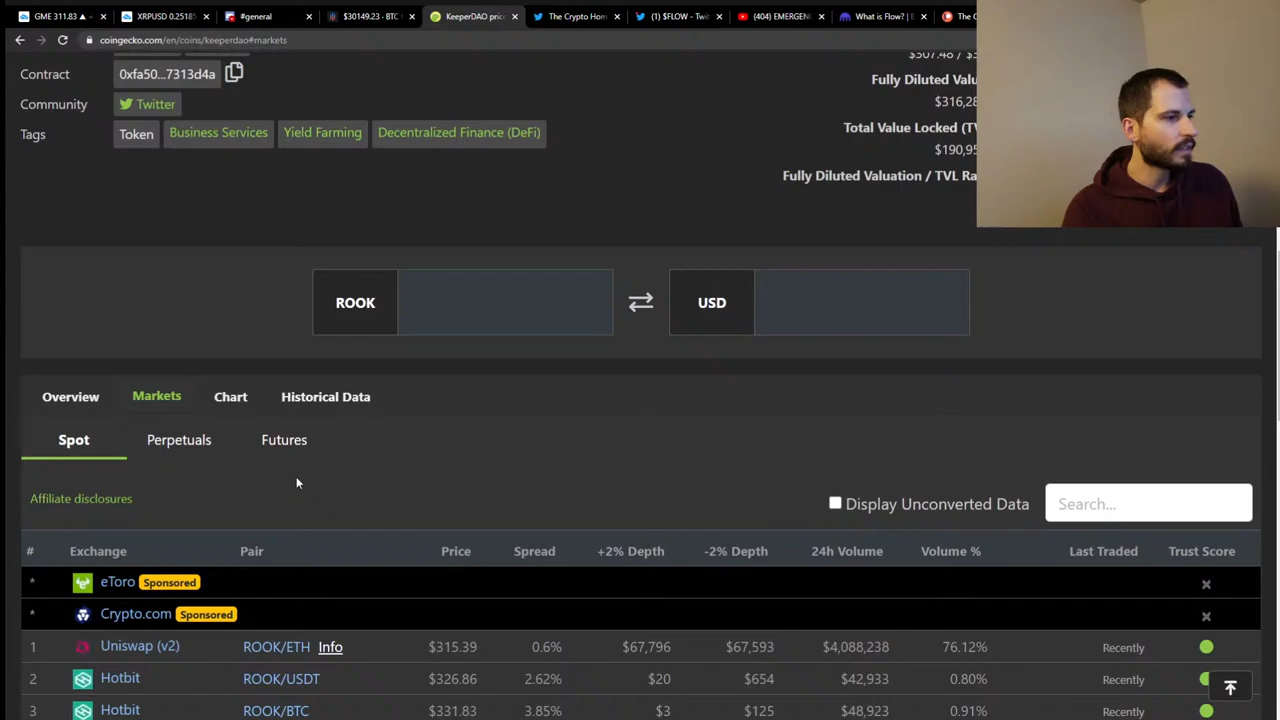 GME 311.83
XRPUSD 0.2518
#general
$30149.23 - BTC
KeeperDAO pric
The Crypto Hom
(1) $FLOW - Twi
(404) EMERGEN
What is Flow? | B
The C
coingecko.com/en/coins/keeperdao#markets
$307.48 / $
Contract
0xfa50...7313d4a
Fully Diluted Valu
Community
Twitter
$316,28
Tags
Token
Business Services
Yield Farming
Decentralized Finance (DeFi)
Total Value Locked (T
$190,95
Fully Diluted Valuation / TVL Ra
ROOK
USD
Overview Markets Chart Historical Data
Spot Perpetuals Futures
Affiliate disclosures
Display Unconverted Data
Search...
# Exchange Pair Price Spread +2% Depth -2% Depth 24h Volume Volume % Last Traded Trust Score
* eToro Sponsored
* Crypto.com Sponsored
1 Uniswap (v2) ROOK/ETH Info $315.39 0.6% $67,796 $67,593 $4,088,238 76.12% Recently
2 Hotbit ROOK/USDT $326.86 2.62% $20 $654 $42,933 0.80% Recently
3 Hotbit ROOK/BTC $331.83 3.85% $3 $125 $48,923 0.91% Recently